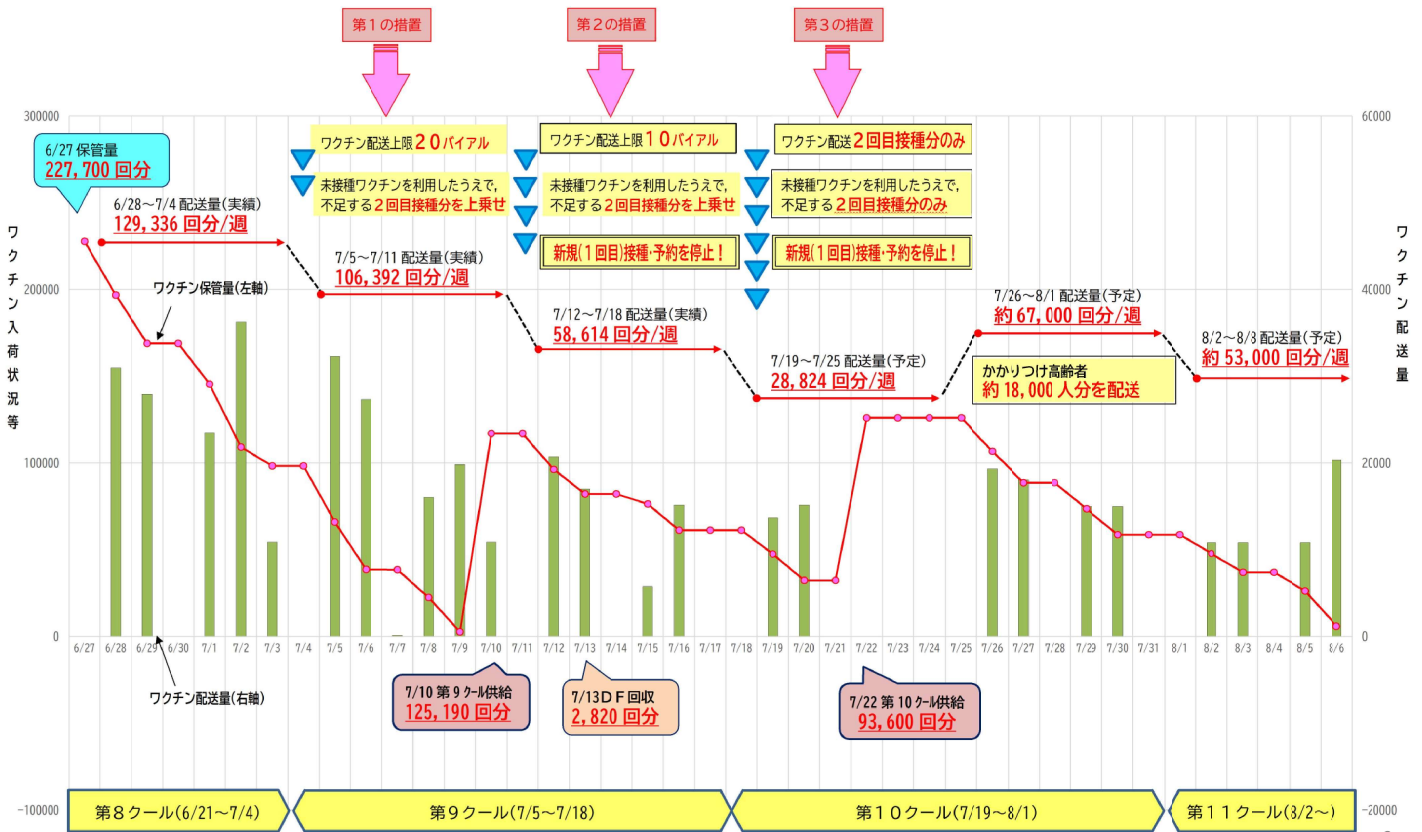 第１の措置
第２の措置
第３の措置
300000
60000
6/27 保管量
227,700 回分
ワクチン配送上限２０バイアル
未接種ワクチンを利用したうえで,
不足する２回目接種分を上乗せ
ワクチン配送上限１０バイアル
未接種ワクチンを利用したうえで,
不足する２回目接種分を上乗せ
新規(１回目)接種・予約を停止！
ワクチン配送２回目接種分のみ
未接種ワクチンを利用したうえで,
不足する２回目接種分のみ
新規(１回目)接種・予約を停止！
6/28～7/4 配送量(実績)
129,336 回分/週
7/5～7/11 配送量(実績)
106,392 回分/週
7/12～7/18 配送量(実績)
58,614 回分/週
7/19～7/25 配送量(予定)
28,824 回分/週
7/26～8/1 配送量(予定)
約 67,000 回分/週
かかりつけ高齢者
約 18,000 人分を配送
8/2～8/8 配送量(予定)
約 53,000 回分/週
ワクチン入荷状況等
ワクチン配送量
ワクチン保管量(左軸)
200000
40000
100000
20000
0
0
6/27 6/28 6/29 6/30 7/1 7/2 7/3 7/4 7/5 7/6 7/7 7/8 7/9 7/10 7/11 7/12 7/13 7/14 7/15 7/16 7/17 7/18 7/19 7/20 7/21 7/22 7/23 7/24 7/25 7/26 7/27 7/28 7/29 7/30 7/31 8/1 8/2 8/3 8/4 8/5 8/6
ワクチン配送量(右軸)
7/10 第９クール供給
125,190 回分
7/13ＤＦ回収
2,820 回分
7/22 第 10 クール供給
93,600 回分
-100000
-20000
第８クール(6/21～7/4)
第９クール(7/5～7/18)
第１０クール(7/19～8/1)
第１１クール(8/2～)